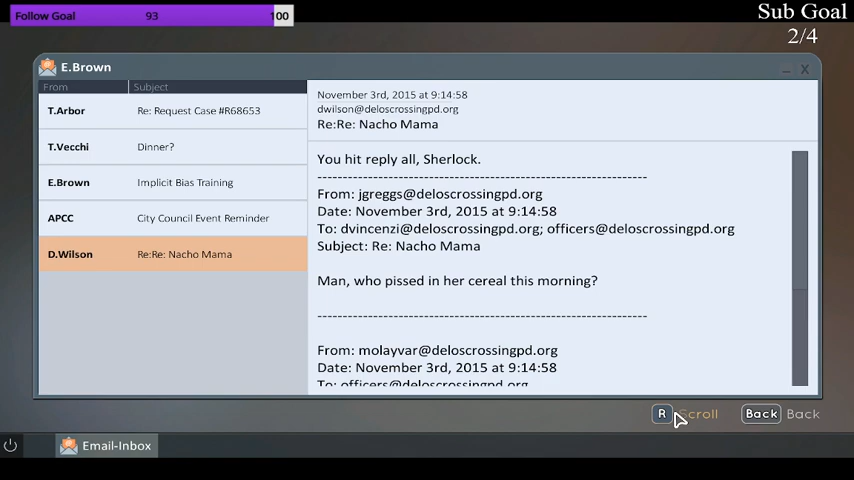 Follow Goal 93 100
Sub Goal
2/4
E.Brown
From Subject
T.Arbor Re: Request Case #R68653
T.Vecchi Dinner?
E.Brown Implicit Bias Training
APCC City Council Event Reminder
D.Wilson Re:Re: Nacho Mama
November 3rd, 2015 at 9:14:58
dwilson@deloscrossingpd.org
Re:Re: Nacho Mama
You hit reply all, Sherlock.
------------------------------------------------------------------
From: jgreggs@deloscrossingpd.org
Date: November 3rd, 2015 at 9:14:58
To: dvincenzi@deloscrossingpd.org; officers@deloscrossingpd.org
Subject: Re: Nacho Mama
Man, who pissed in her cereal this morning?
------------------------------------------------------------------
From: molayvar@deloscrossingpd.org
Date: November 3rd, 2015 at 9:14:58
To: officers@deloscrossingpd.org
R Scroll Back Back
Email-Inbox